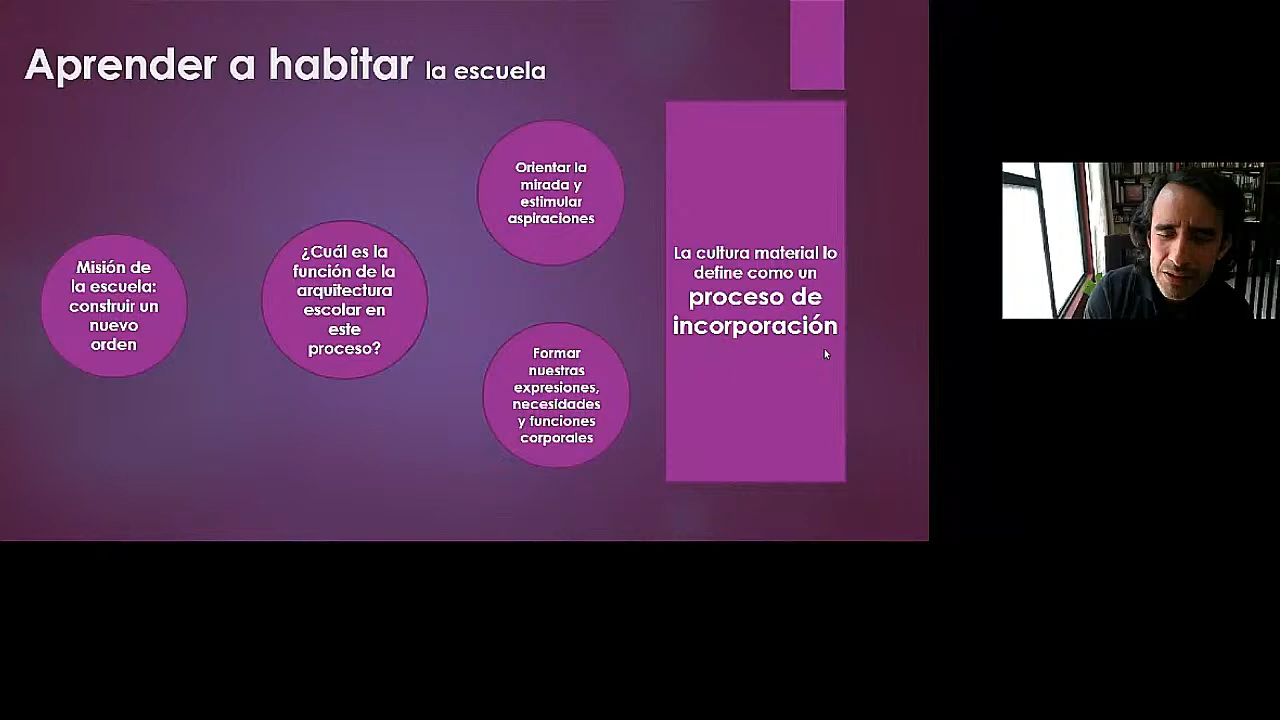 Aprender a habitar la escuela
Misión de
la escuela:
construir un
nuevo
orden
¿Cuál es la
función de la
arquitectura
escolar en
este
proceso?
Orientar la
mirada y
estimular
aspiraciones
Formar
nuestras
expresiones,
necesidades
y funciones
corporales
La cultura material lo
define como un
proceso de
incorporación